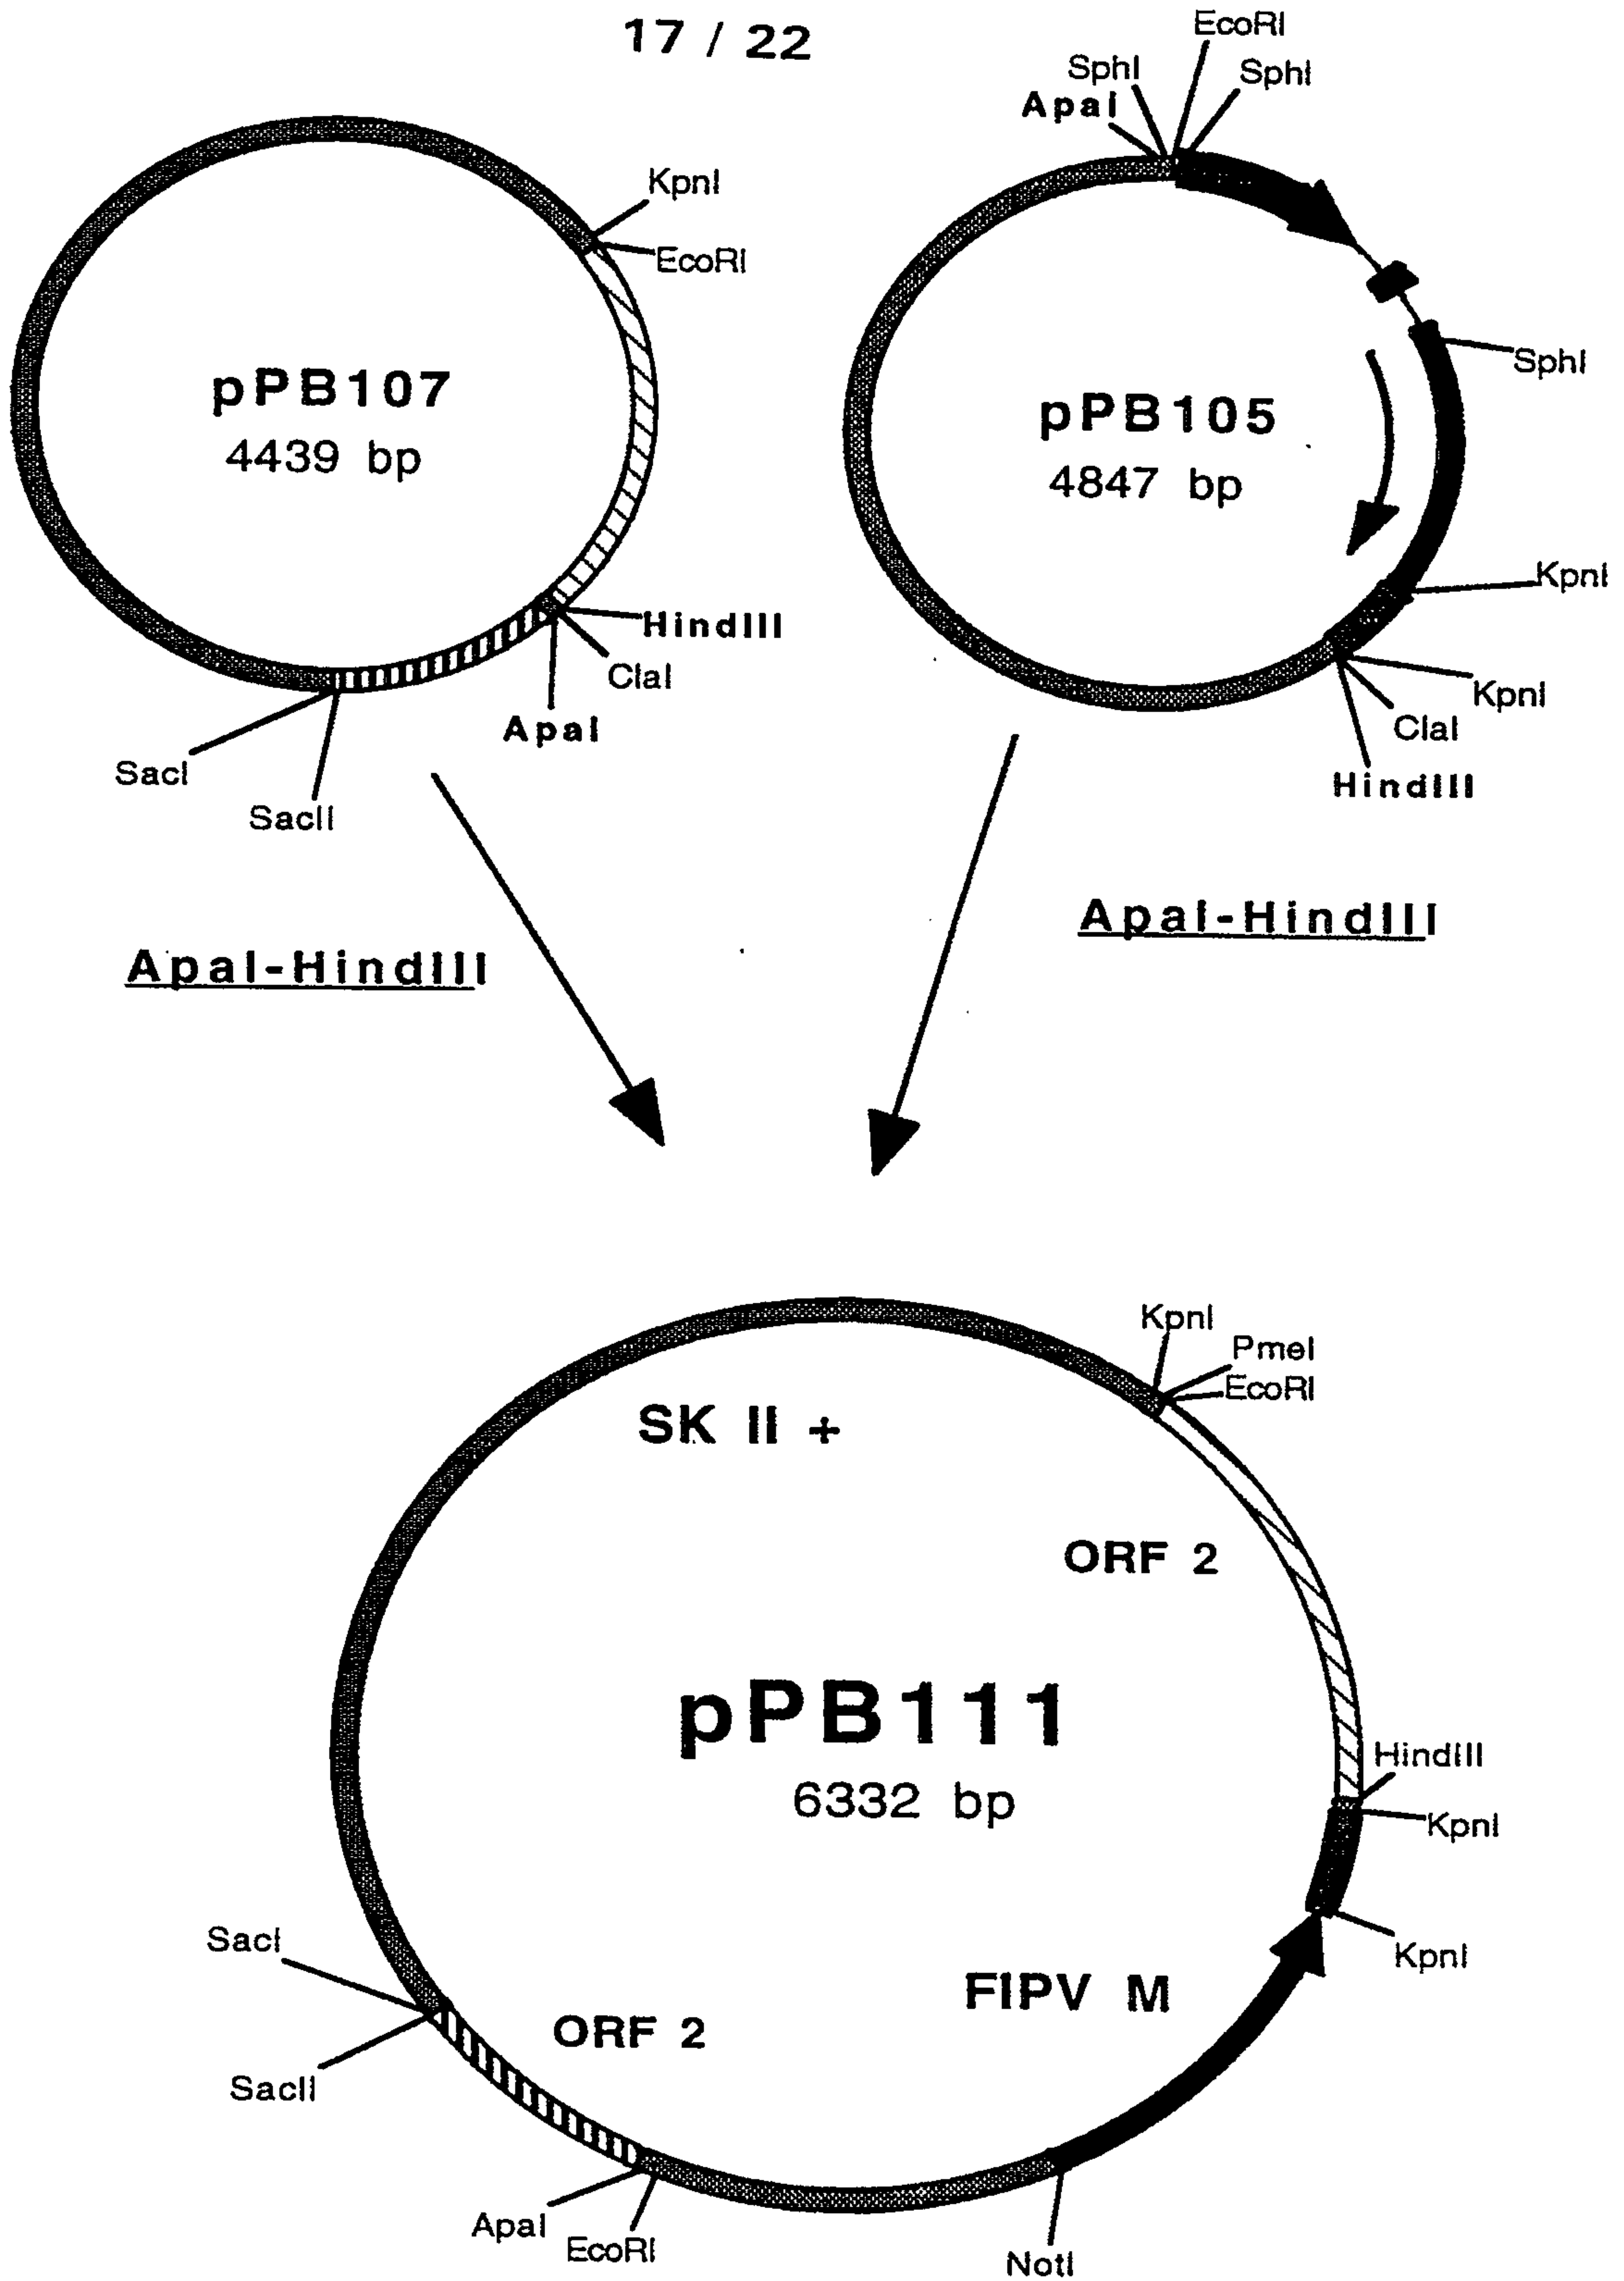 17 / 22
KpnI
EcoRI
pPB107
4439 bp
HindIII
ClaI
ApaI
SacI
SacII
EcoRI
SphI
SphI
ApaI
SphI
pPB105
4847 bp
KpnI
KpnI
ClaI
HindIII
ApaI-HindIII
ApaI-HindIII
KpnI
PmeI
EcoRI
SK II +
ORF 2
pPB111
6332 bp
HindIII
KpnI
KpnI
FIPV M
SacI
ORF 2
SacII
ApaI
EcoRI
NotI